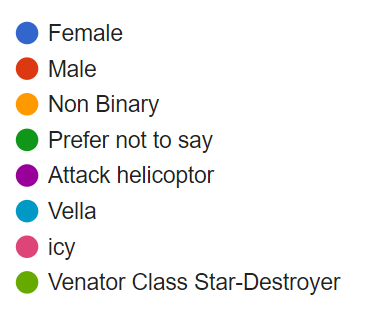 Female
Male
Non Binary
Prefer not to say
Attack helicoptor
Vella
icy
Venator Class Star-Destroyer